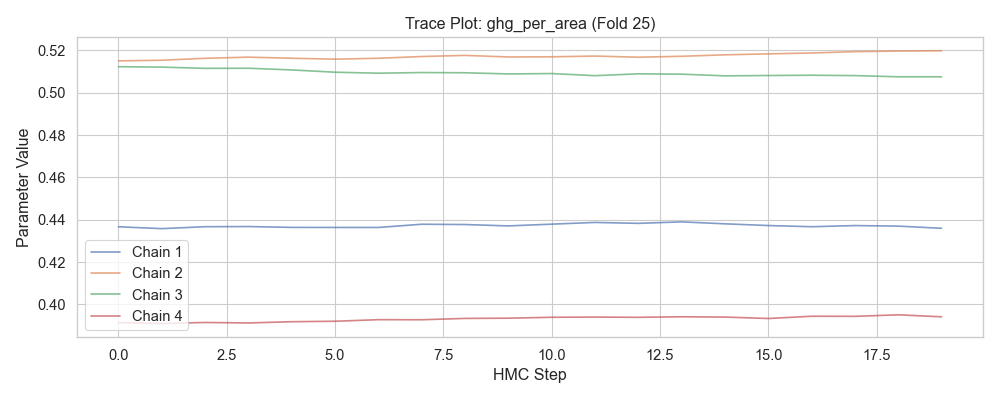 Trace Plot: ghg_per_area (Fold 25)
Parameter Value
0.52
0.50
0.48
0.46
0.44
0.42
0.40
Chain 1
Chain 2
Chain 3
Chain 4
0.0 2.5 5.0 7.5 10.0 12.5 15.0 17.5
HMC Step